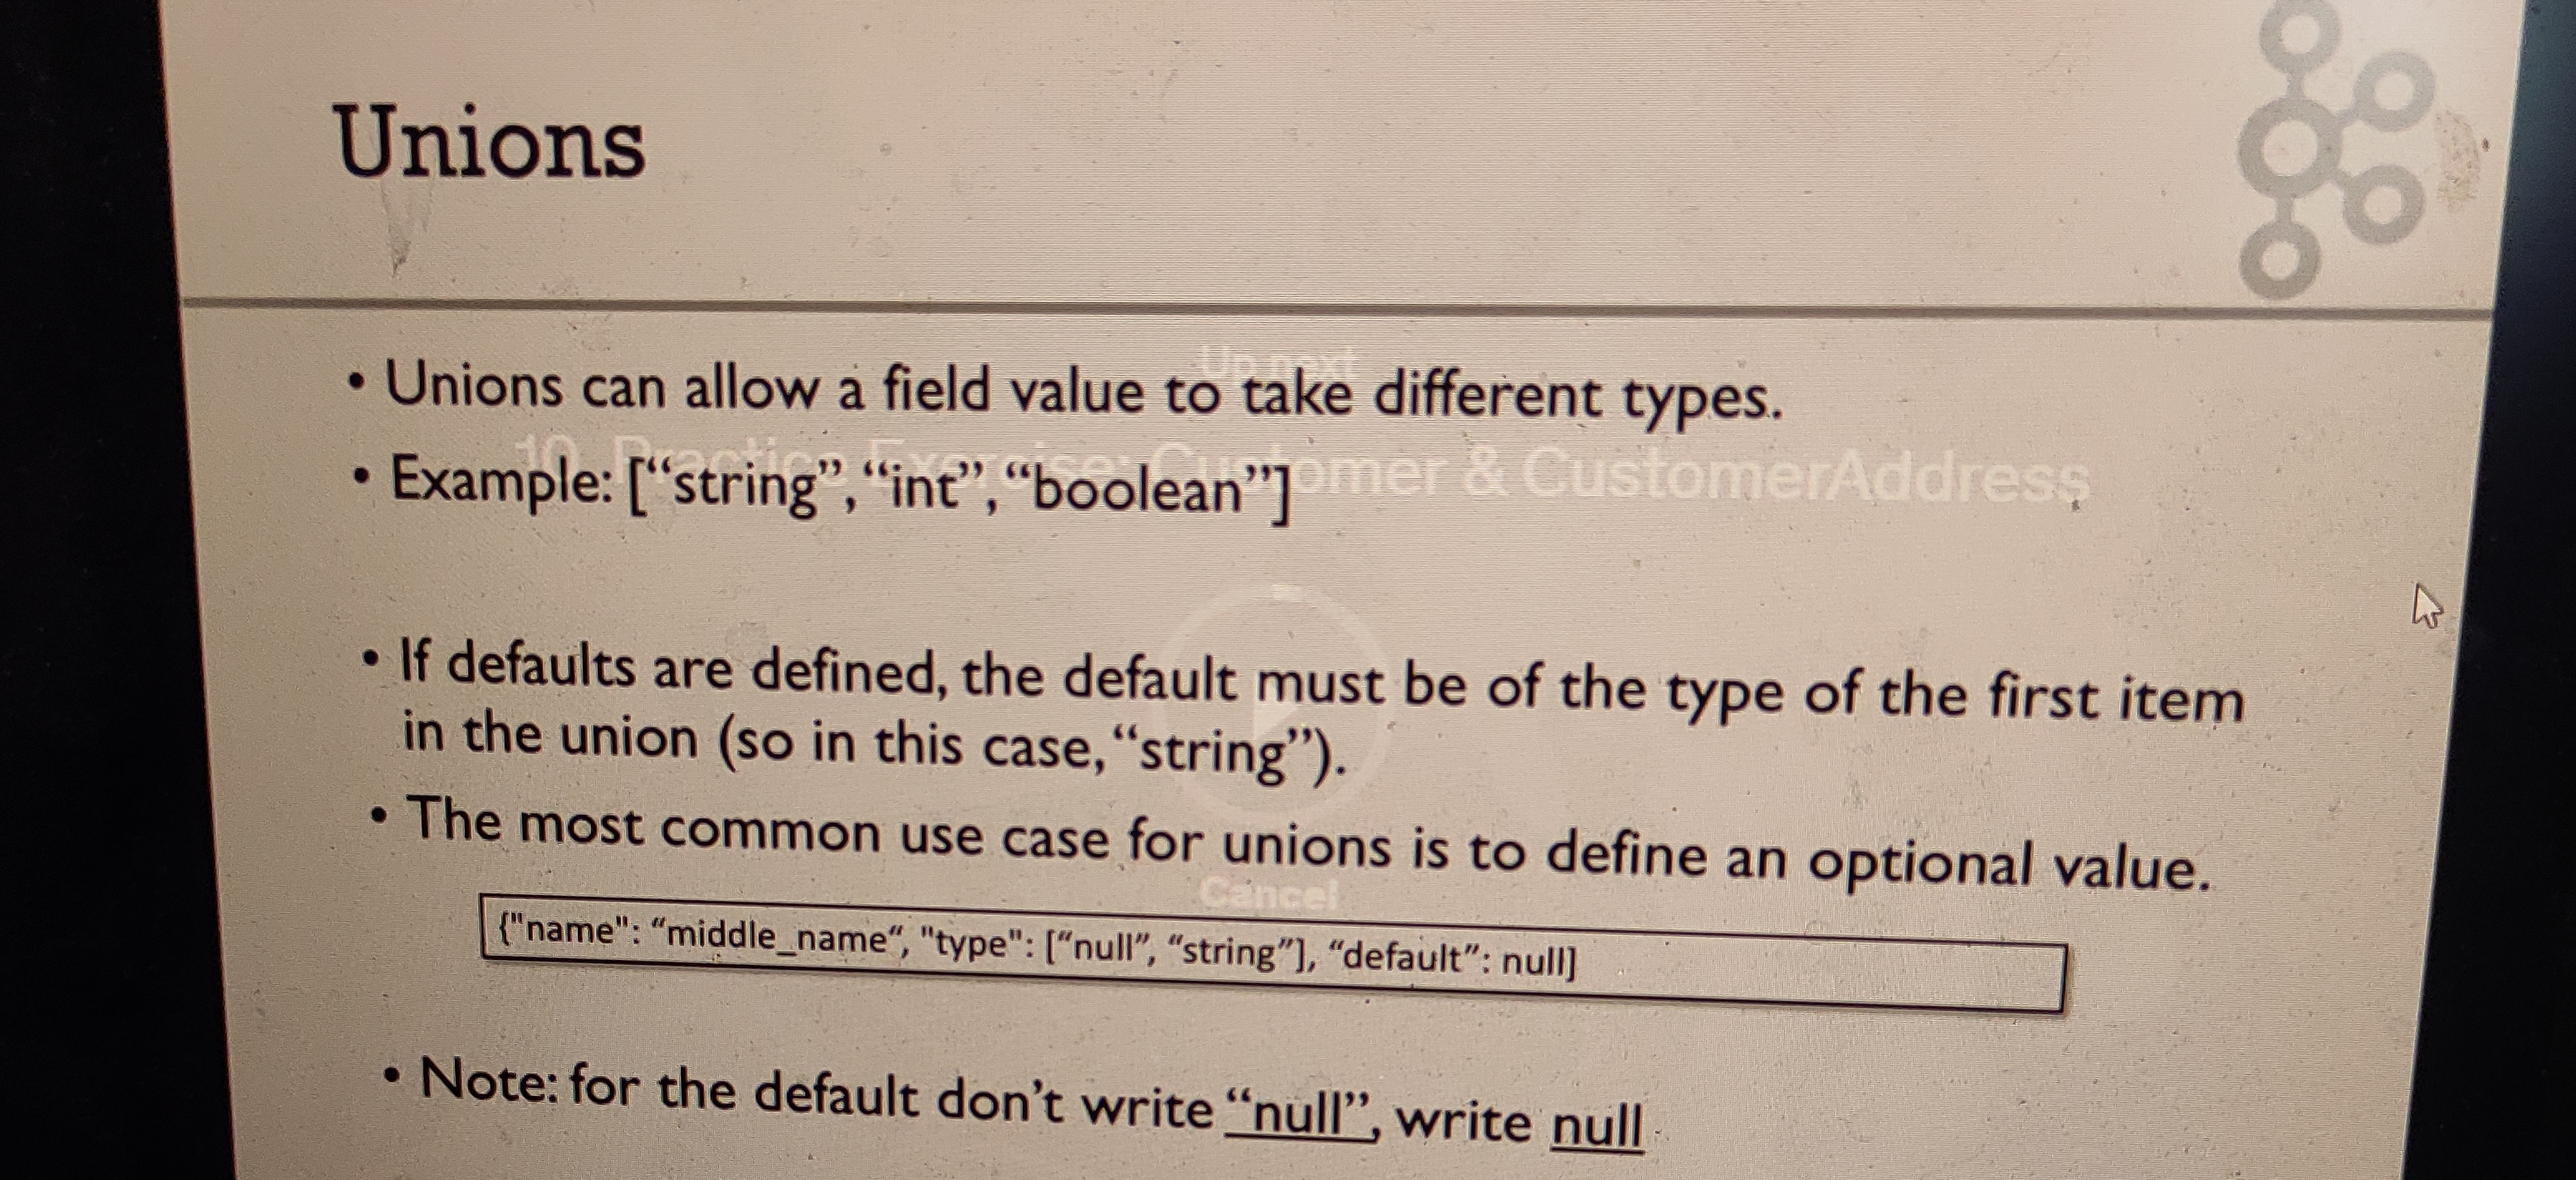 Unions
• Unions can allow a field value to take different types.
Up next
10. Practice Exercise: Customer & CustomerAddress
• Example: [“string”, “int”, “boolean”]
• If defaults are defined, the default must be of the type of the first item
in the union (so in this case, “string”).
• The most common use case for unions is to define an optional value.
Cancel
{"name": “middle_name“, "type": [“null”, “string”], “default”: null]
• Note: for the default don’t write “null”, write null